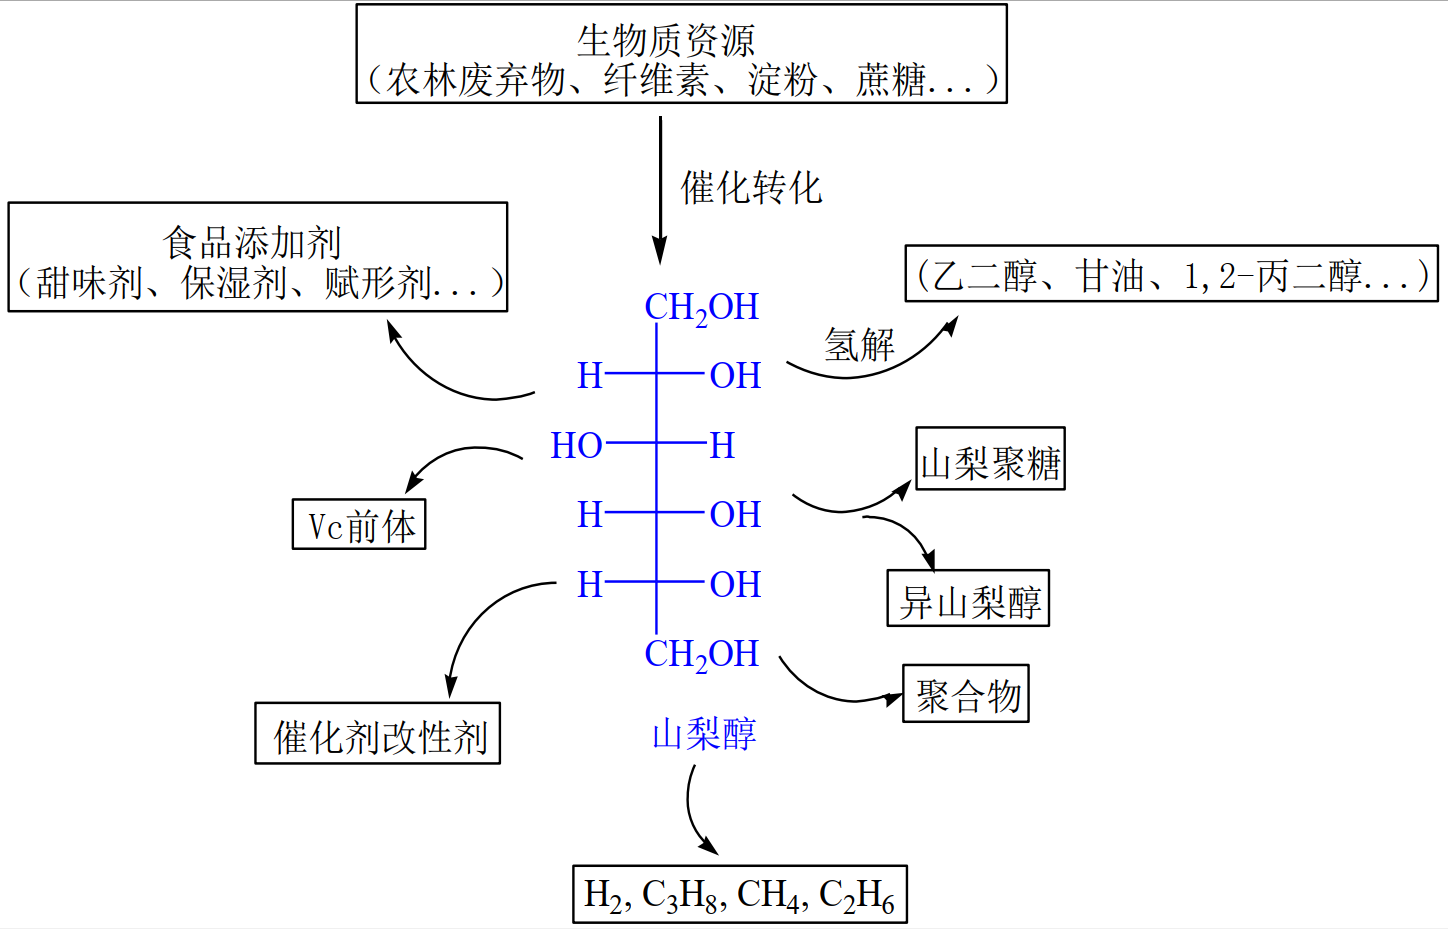 生物质资源
（农林废弃物、纤维素、淀粉、蔗糖...）
催化转化
食品添加剂
（甜味剂、保湿剂、赋形剂...）
(乙二醇、甘油、1,2-丙二醇...)
氢解
CH2OH
H OH
HO H
H OH
H OH
CH2OH
山梨醇
Vc前体
山梨聚糖
异山梨醇
催化剂改性剂
聚合物
H2, C3H8, CH4, C2H6